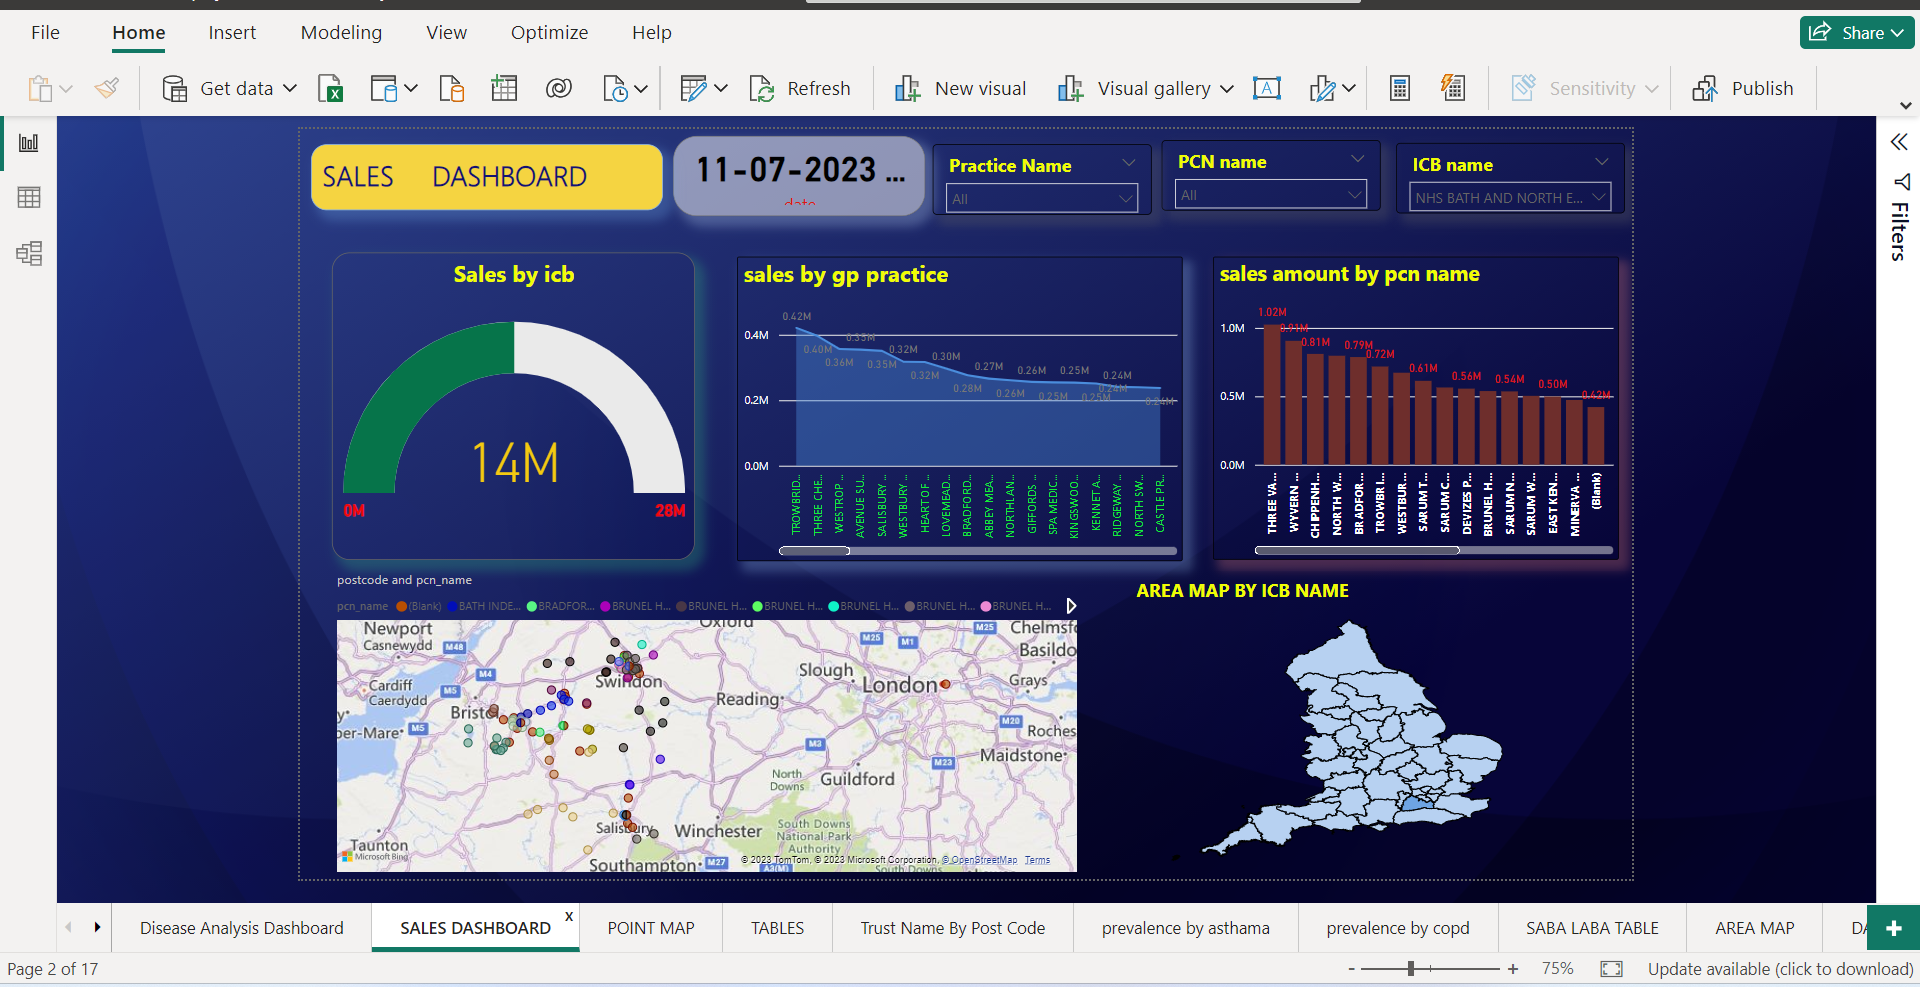 File Home Insert Modeling View Optimize Help Share
Get data Refresh New visual Visual gallery Sensitivity Publish
SALES DASHBOARD
11-07-2023 ...
date
Practice Name
All
PCN name
All
ICB name
NHS BATH AND NORTH E...
Filters
Sales by icb
14M
0M
28M
sales by gp practice
0.4M
0.2M
0.0M
0.42M
0.40M
0.36M
0.35M
0.35M
0.32M
0.32M
0.30M
0.28M
0.27M
0.26M
0.26M
0.25M
0.25M
0.25M
0.24M
0.24M
0.24M
TROWBRID...
THREE CHE...
WESTROP ...
AVENUE SU...
SALISBURY ...
WESTBURY ...
HEART OF ...
LOVEMEAD...
BRADFORD...
ABBEY MEA...
NORTHLAN...
GIFFORDS ...
SPA MEDIC...
KINGSWOO...
KENNET A...
RIDGEWAY ...
NORTH SW...
CASTLE PR...
sales amount by pcn name
1.0M
0.5M
0.0M
1.02M
0.91M
0.81M
0.79M
0.72M
0.61M
0.56M
0.54M
0.50M
0.43M
THREE VA...
WYVERN ...
CHIPPENH...
NORTH W...
BRADFOR...
TROWBRI...
WESTBUR...
SARUM T...
SARUM C...
DEVIZES P...
BRUNEL H...
SARUM N...
SARUM W...
EAST KEN...
MINERVA ...
(Blank)
postcode and pcn_name
pcn_name (Blank) BATH INDE... BRADFOR... BRUNEL H... BRUNEL H... BRUNEL H... BRUNEL H... BRUNEL H... BRUNEL H...
Newport
Casnewydd
M48
M4
M5
Cardiff
Caerdydd
M5
Oxford
M25
M1
M25
Chelmsf
Basildo
Slough
London
Grays
Swindon
Reading
M20
Roches
Maidstone
M3
M23
North
Downs
Guildford
Salisbury
Winchester
South Downs
National Park
Authority
Taunton
Microsoft Bing
Southampton
M27
A3(M)
South Downs
© 2023 TomTom, © 2023 Microsoft Corporation, © OpenStreetMap Terms
AREA MAP BY ICB NAME
Disease Analysis Dashboard SALES DASHBOARD x POINT MAP TABLES Trust Name By Post Code prevalence by asthama prevalence by copd SABA LABA TABLE AREA MAP
Page 2 of 17
- + 75% Update available (click to download)